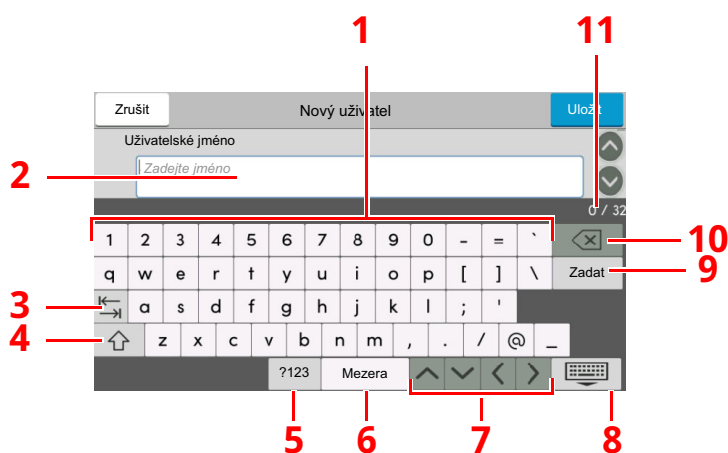 1 11
Zrušit Nový uživatel Uložit
Uživatelské jméno
2 Zadejte jméno
0 / 32
1 2 3 4 5 6 7 8 9 0 - = ` 10
q w e r t y u i o p [ ] \ Zadat 9
3 a s d f g h j k l ; '
4 z x c v b n m , . / @ _
?123 Mezera
5 6 7 8